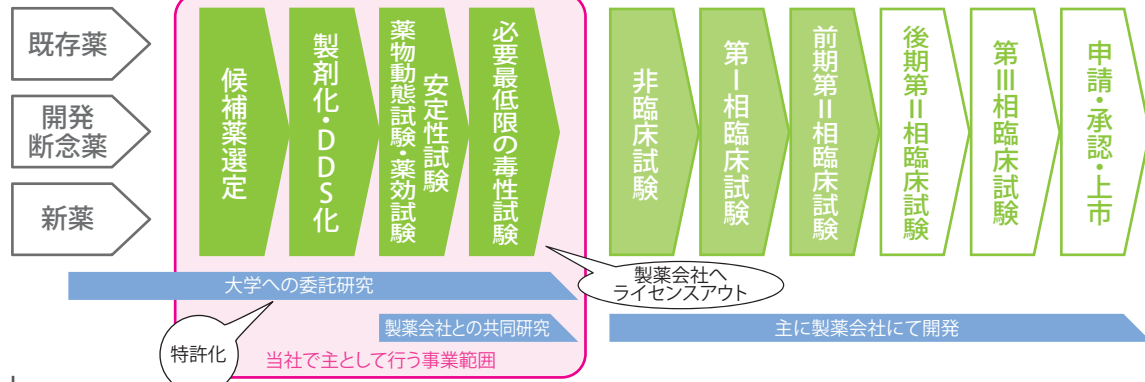 既存薬
開発
断念薬
新薬
候補薬選定
製剤化・DDS化
安定性試験
薬物動態試験・薬効試験
必要最低限の毒性試験
非臨床試験
第Ⅰ相臨床試験
前期第Ⅱ相臨床試験
後期第Ⅱ相臨床試験
第Ⅲ相臨床試験
申請・承認・上市
大学への委託研究
製薬会社へ
ライセンスアウト
製薬会社との共同研究
主に製薬会社にて開発
特許化
当社で主として行う事業範囲